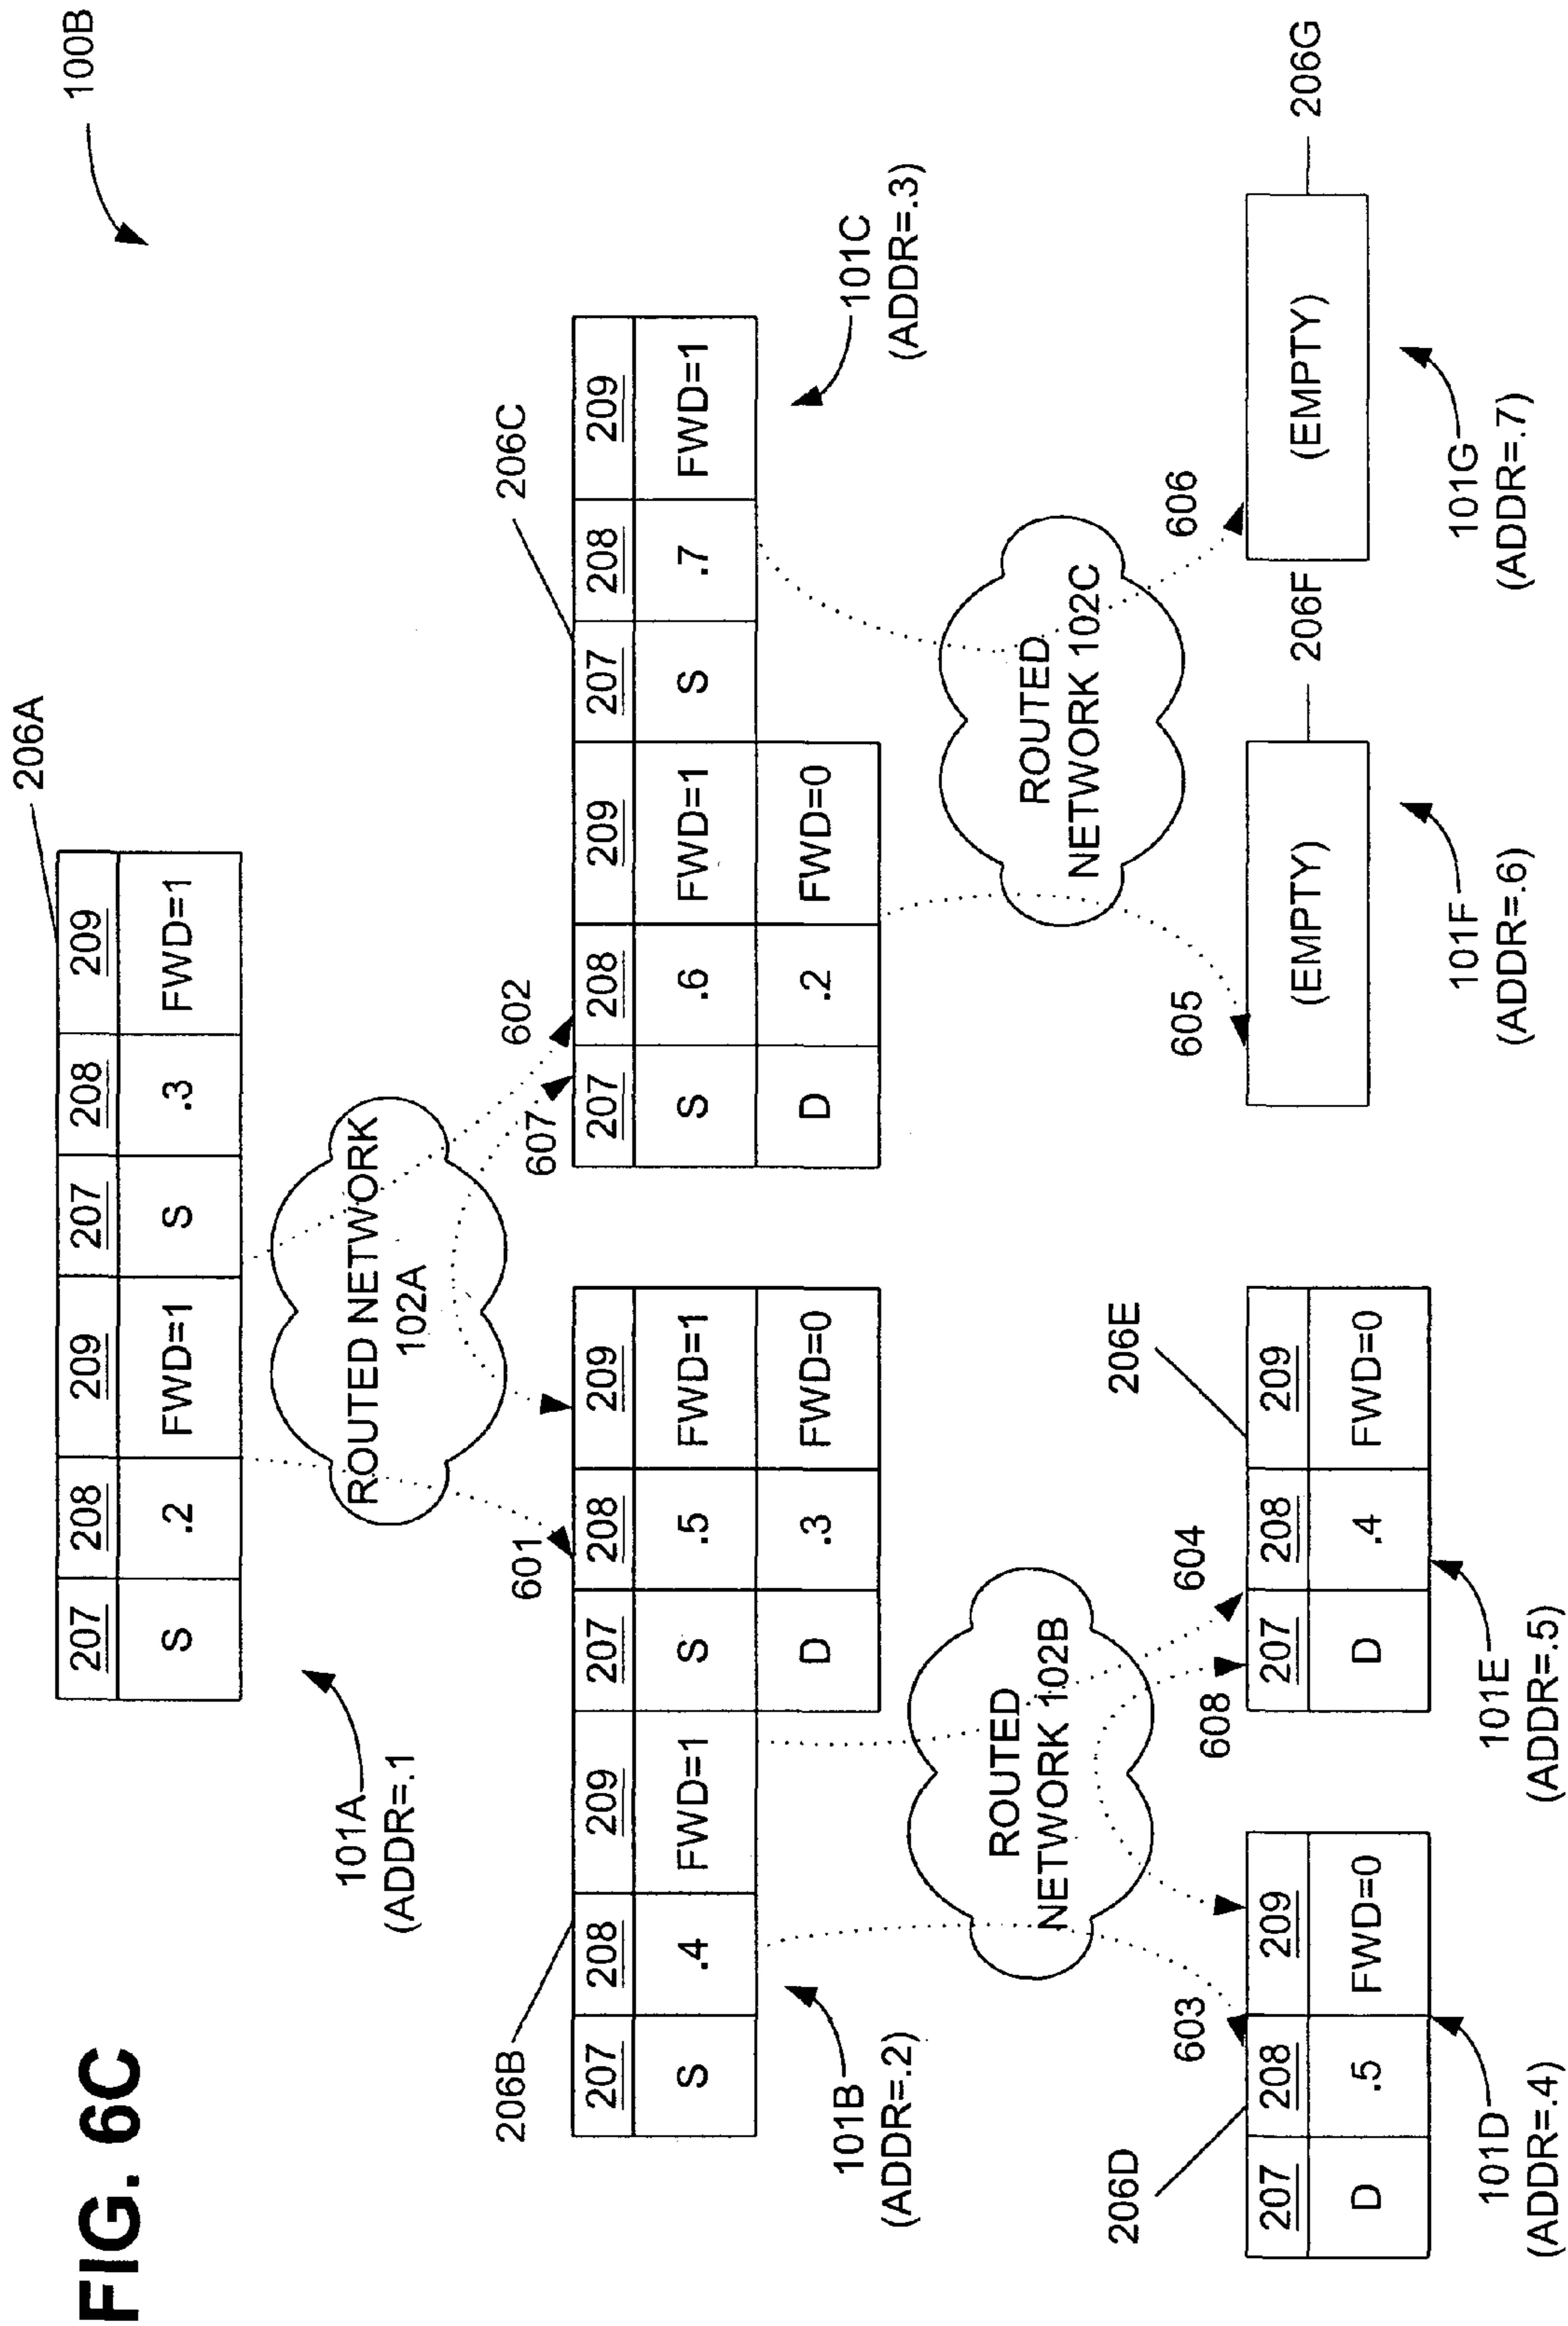 FIG. 6C
100B
206A
207 208 209 207 208 209
S .2 FWD=1 S .3 FWD=1
101A
(ADDR=.1
ROUTED NETWORK
102A
601
607
602
206B
207 208 209 207 208 209
S .4 FWD=1 S .5 FWD=1
D .3 FWD=0
101B
(ADDR=.2)
206C
207 208 209 207 208 209
S .6 FWD=1 S .7 FWD=1
D .2 FWD=0
101C
(ADDR=.3)
ROUTED
NETWORK 102B
ROUTED
NETWORK 102C
603
608
604
605
606
206D
207 208 209
D .5 FWD=0
101D
(ADDR=.4)
206E
207 208 209
D .4 FWD=0
101E
(ADDR=.5)
206F
(EMPTY)
101F
(ADDR=.6)
206G
(EMPTY)
101G
(ADDR=.7)